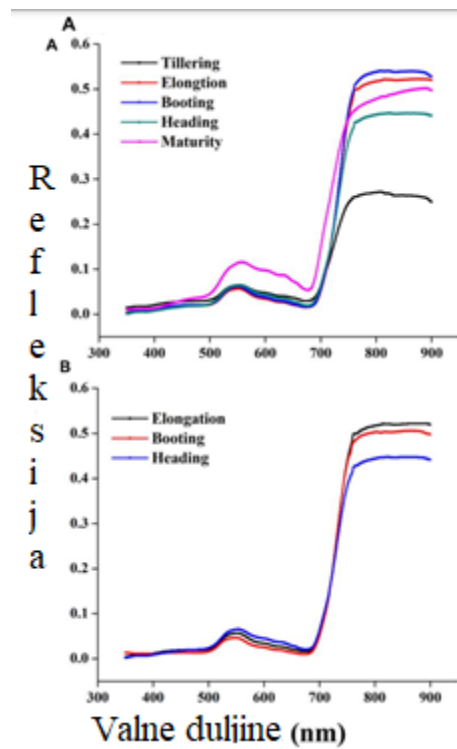 A
A
0.6
Tillering
Elongtion
Booting
Heading
Maturity
0.5
0.4
0.3
0.2
0.1
0.0
300 400 500 600 700 800 900
Refleksija
B
0.6
Elongation
Booting
Heading
0.5
0.4
0.3
0.2
0.1
0.0
300 400 500 600 700 800 900
Valne duljine (nm)